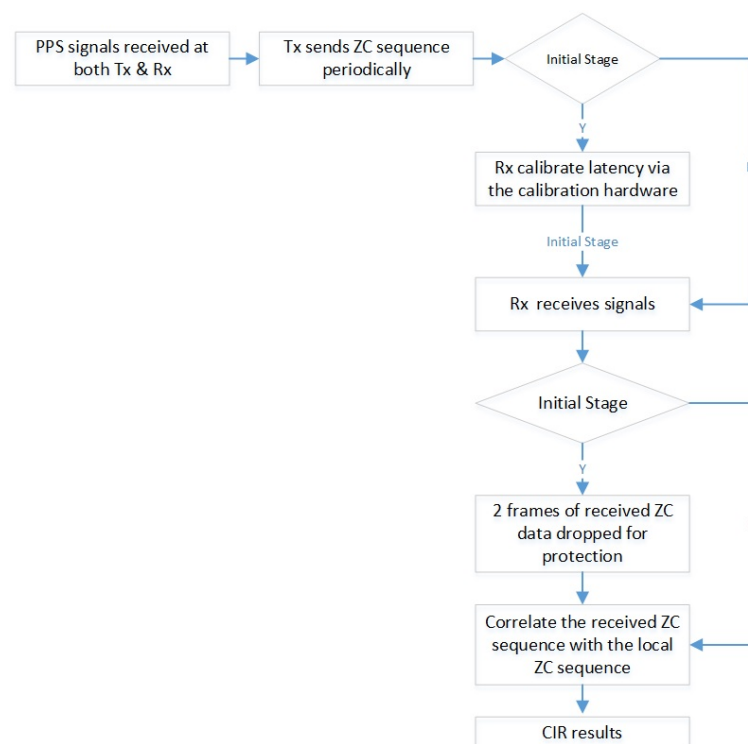 PPS signals received at
both Tx & Rx
Tx sends ZC sequence
periodically
Initial Stage
Y
Rx calibrate latency via
the calibration hardware
Initial Stage
Rx receives signals
Initial Stage
Y
2 frames of received ZC
data dropped for
protection
Correlate the received ZC
sequence with the local
ZC sequence
CIR results